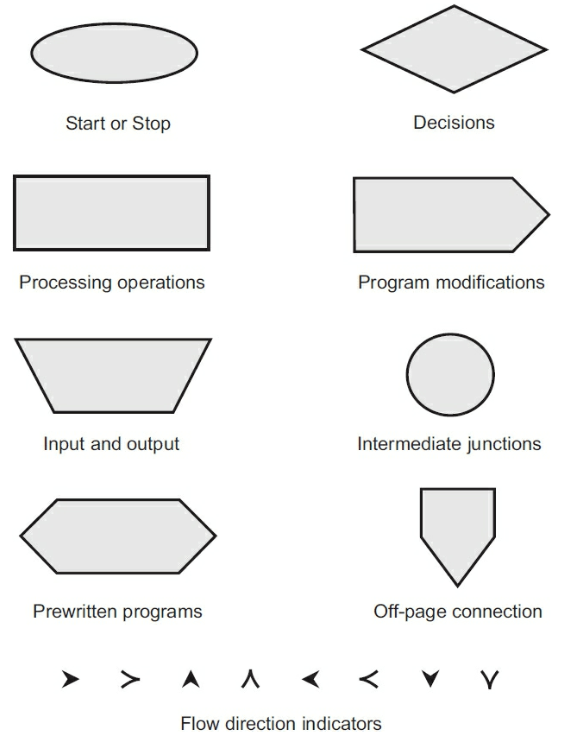 Start or Stop
Decisions
Processing operations
Program modifications
Input and output
Intermediate junctions
Prewritten programs
Off-page connection
Flow direction indicators